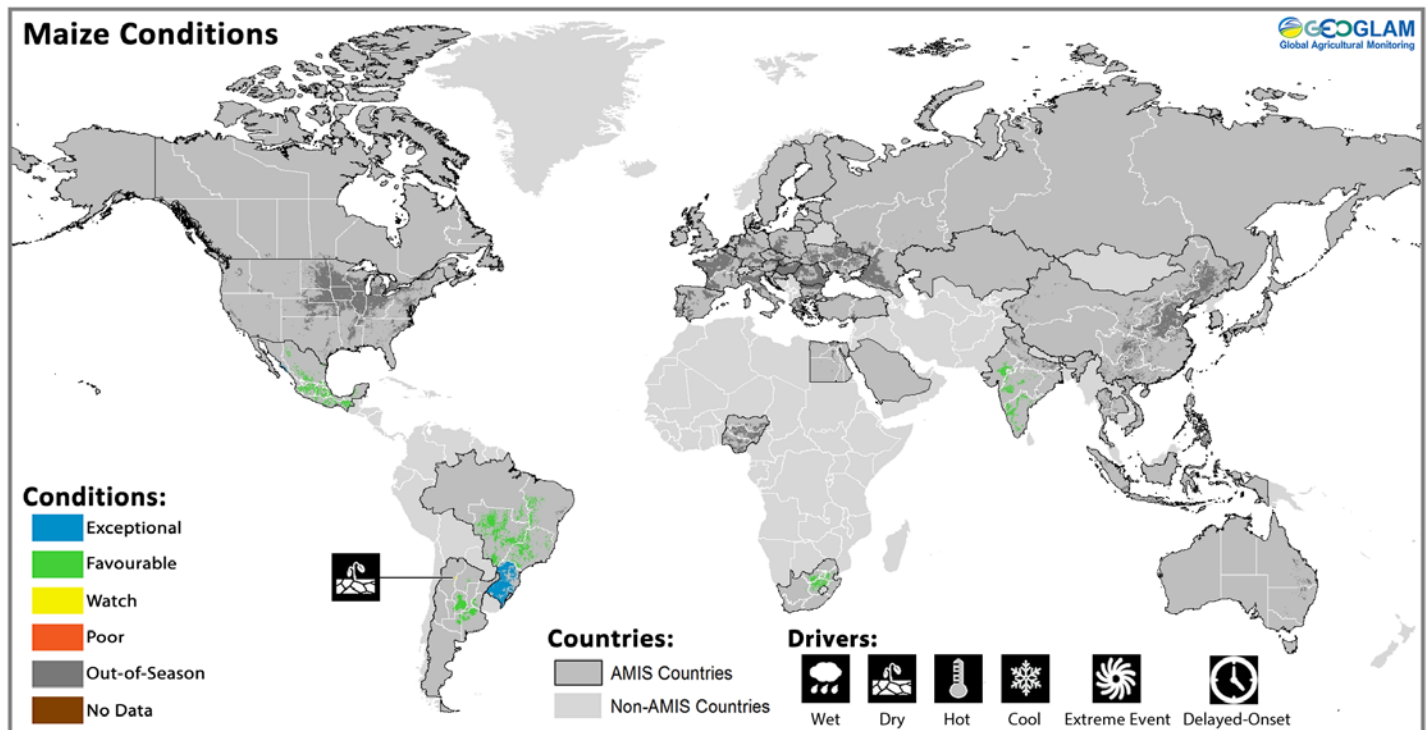 Maize Conditions
GEOGLAM
Global Agricultural Monitoring
Conditions:
Exceptional
Favourable
Watch
Poor
Out-of-Season
No Data
Countries:
AMIS Countries
Non-AMIS Countries
Drivers:
Wet
Dry
Hot
Cool
Extreme Event
Delayed-Onset